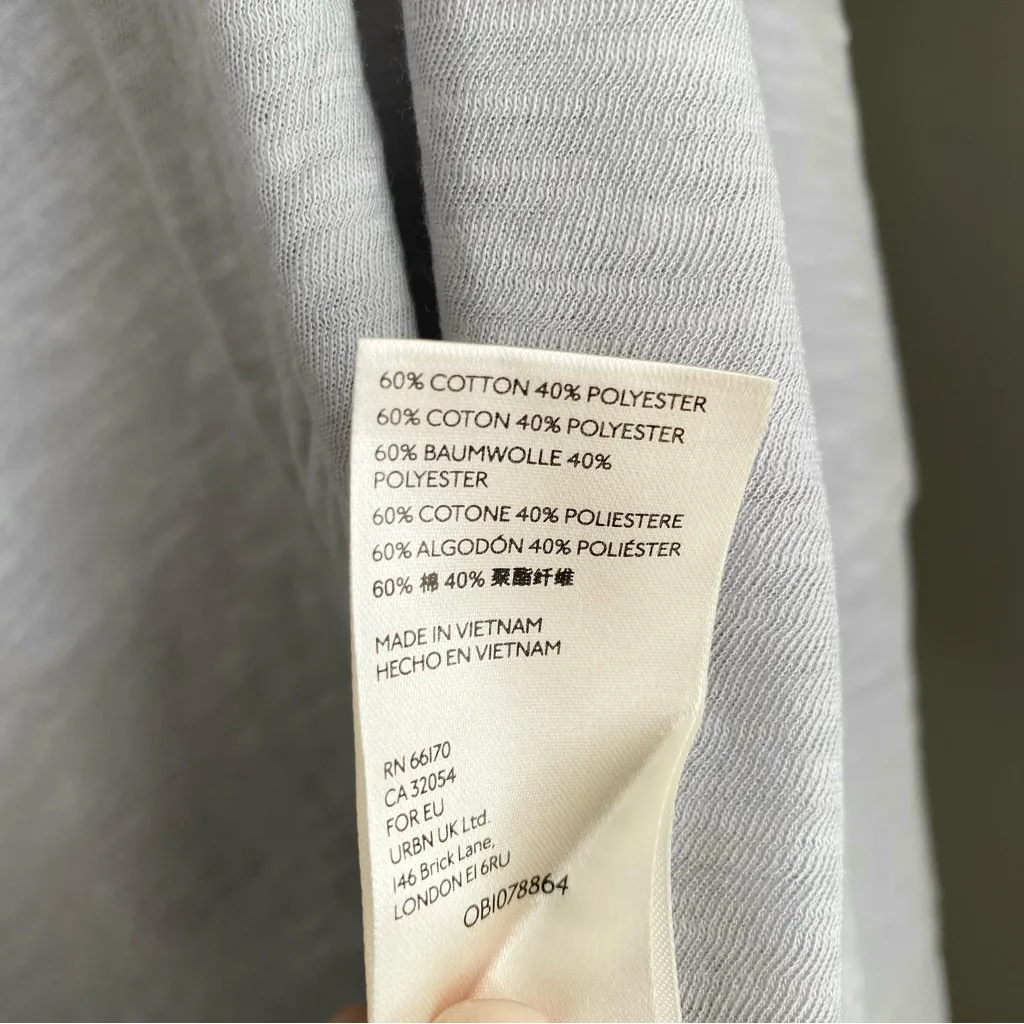 60% COTTON 40% POLYESTER
60% COTON 40% POLYESTER
60% BAUMWOLLE 40%
POLYESTER
60% COTONE 40% POLIESTERE
60% ALGODÓN 40% POLIÉSTER
60% 棉 40% 聚酯纤维
MADE IN VIETNAM
HECHO EN VIETNAM
RN 66170
CA 32054
FOR EU
URBN UK Ltd.
146 Brick Lane,
LONDON E1 6RU
OB1078864